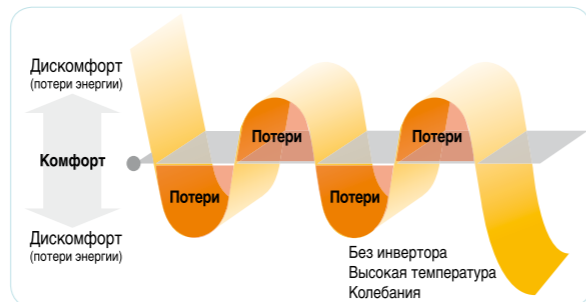 Дискомфорт
(потери энергии)
Комфорт
Дискомфорт
(потери энергии)
Потери
Потери
Потери
Потери
Без инвертора
Высокая температура
Колебания